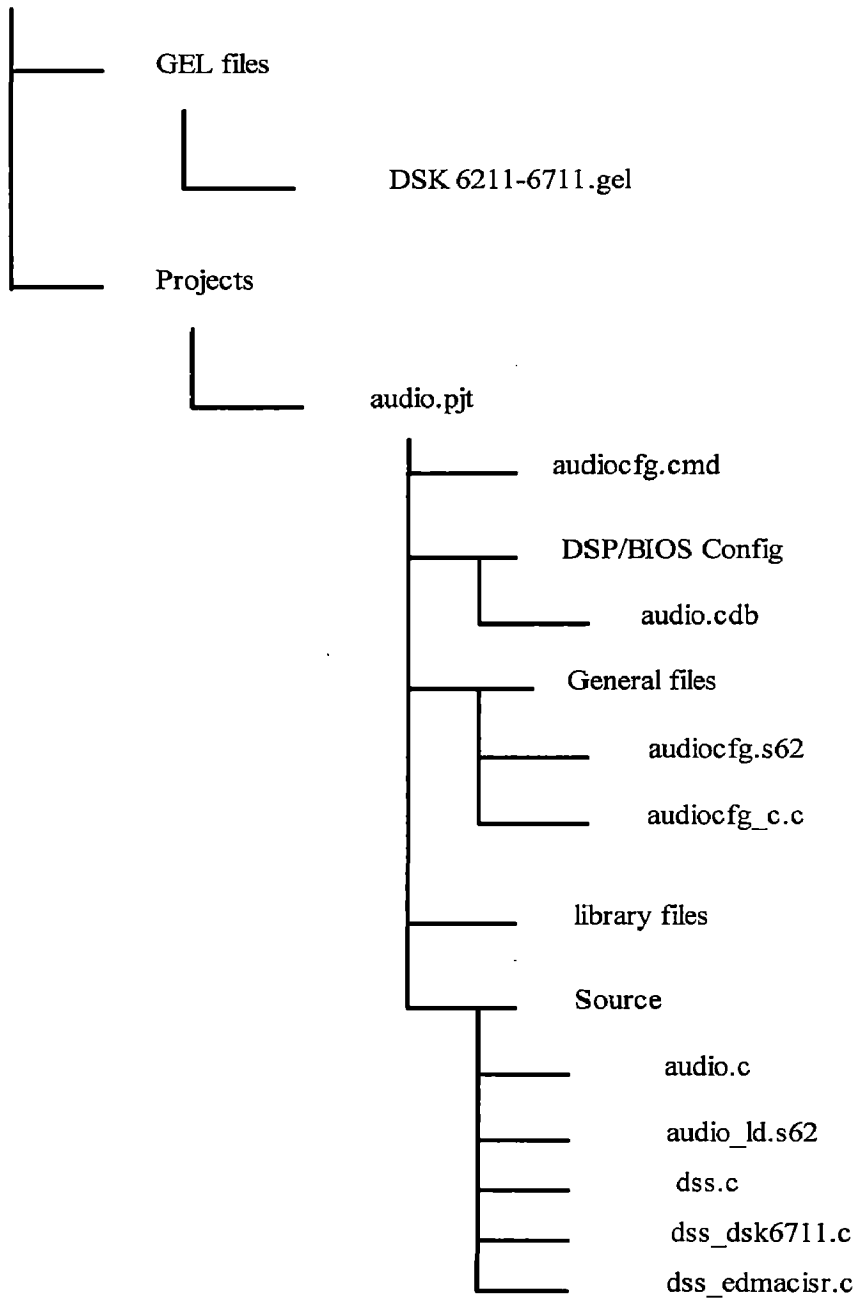 GEL files
DSK 6211-6711.gel
Projects
audio.pjt
audiocfg.cmd
DSP/BIOS Config
audio.cdb
General files
audiocfg.s62
audiocfg_c.c
library files
Source
audio.c
audio_ld.s62
dss.c
dss_dsk6711.c
dss_edmacisr.c